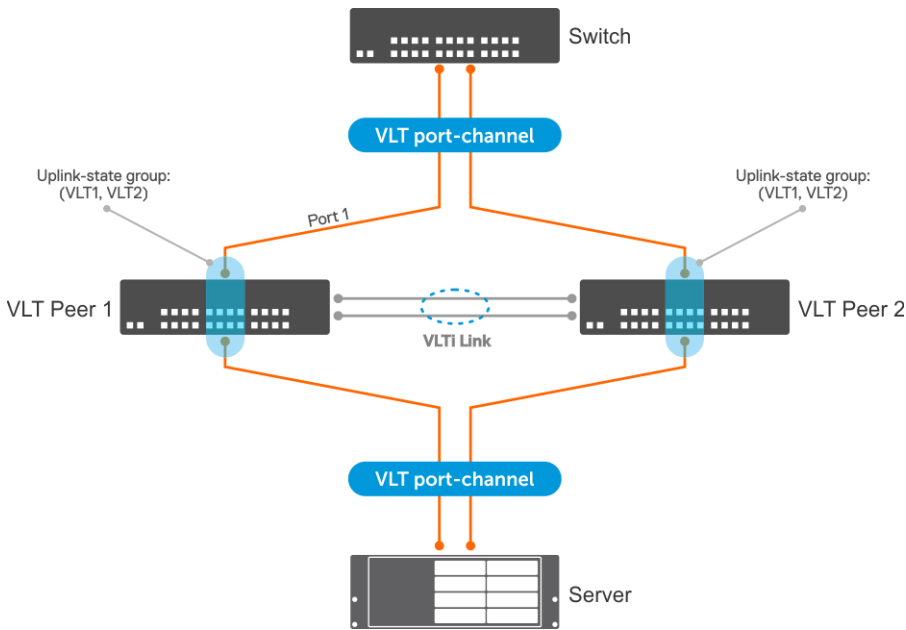 Switch
VLT port-channel
Uplink-state group:
(VLT1, VLT2)
Uplink-state group:
(VLT1, VLT2)
Port 1
VLT Peer 1
VLT Peer 2
VLTi Link
VLT port-channel
Server